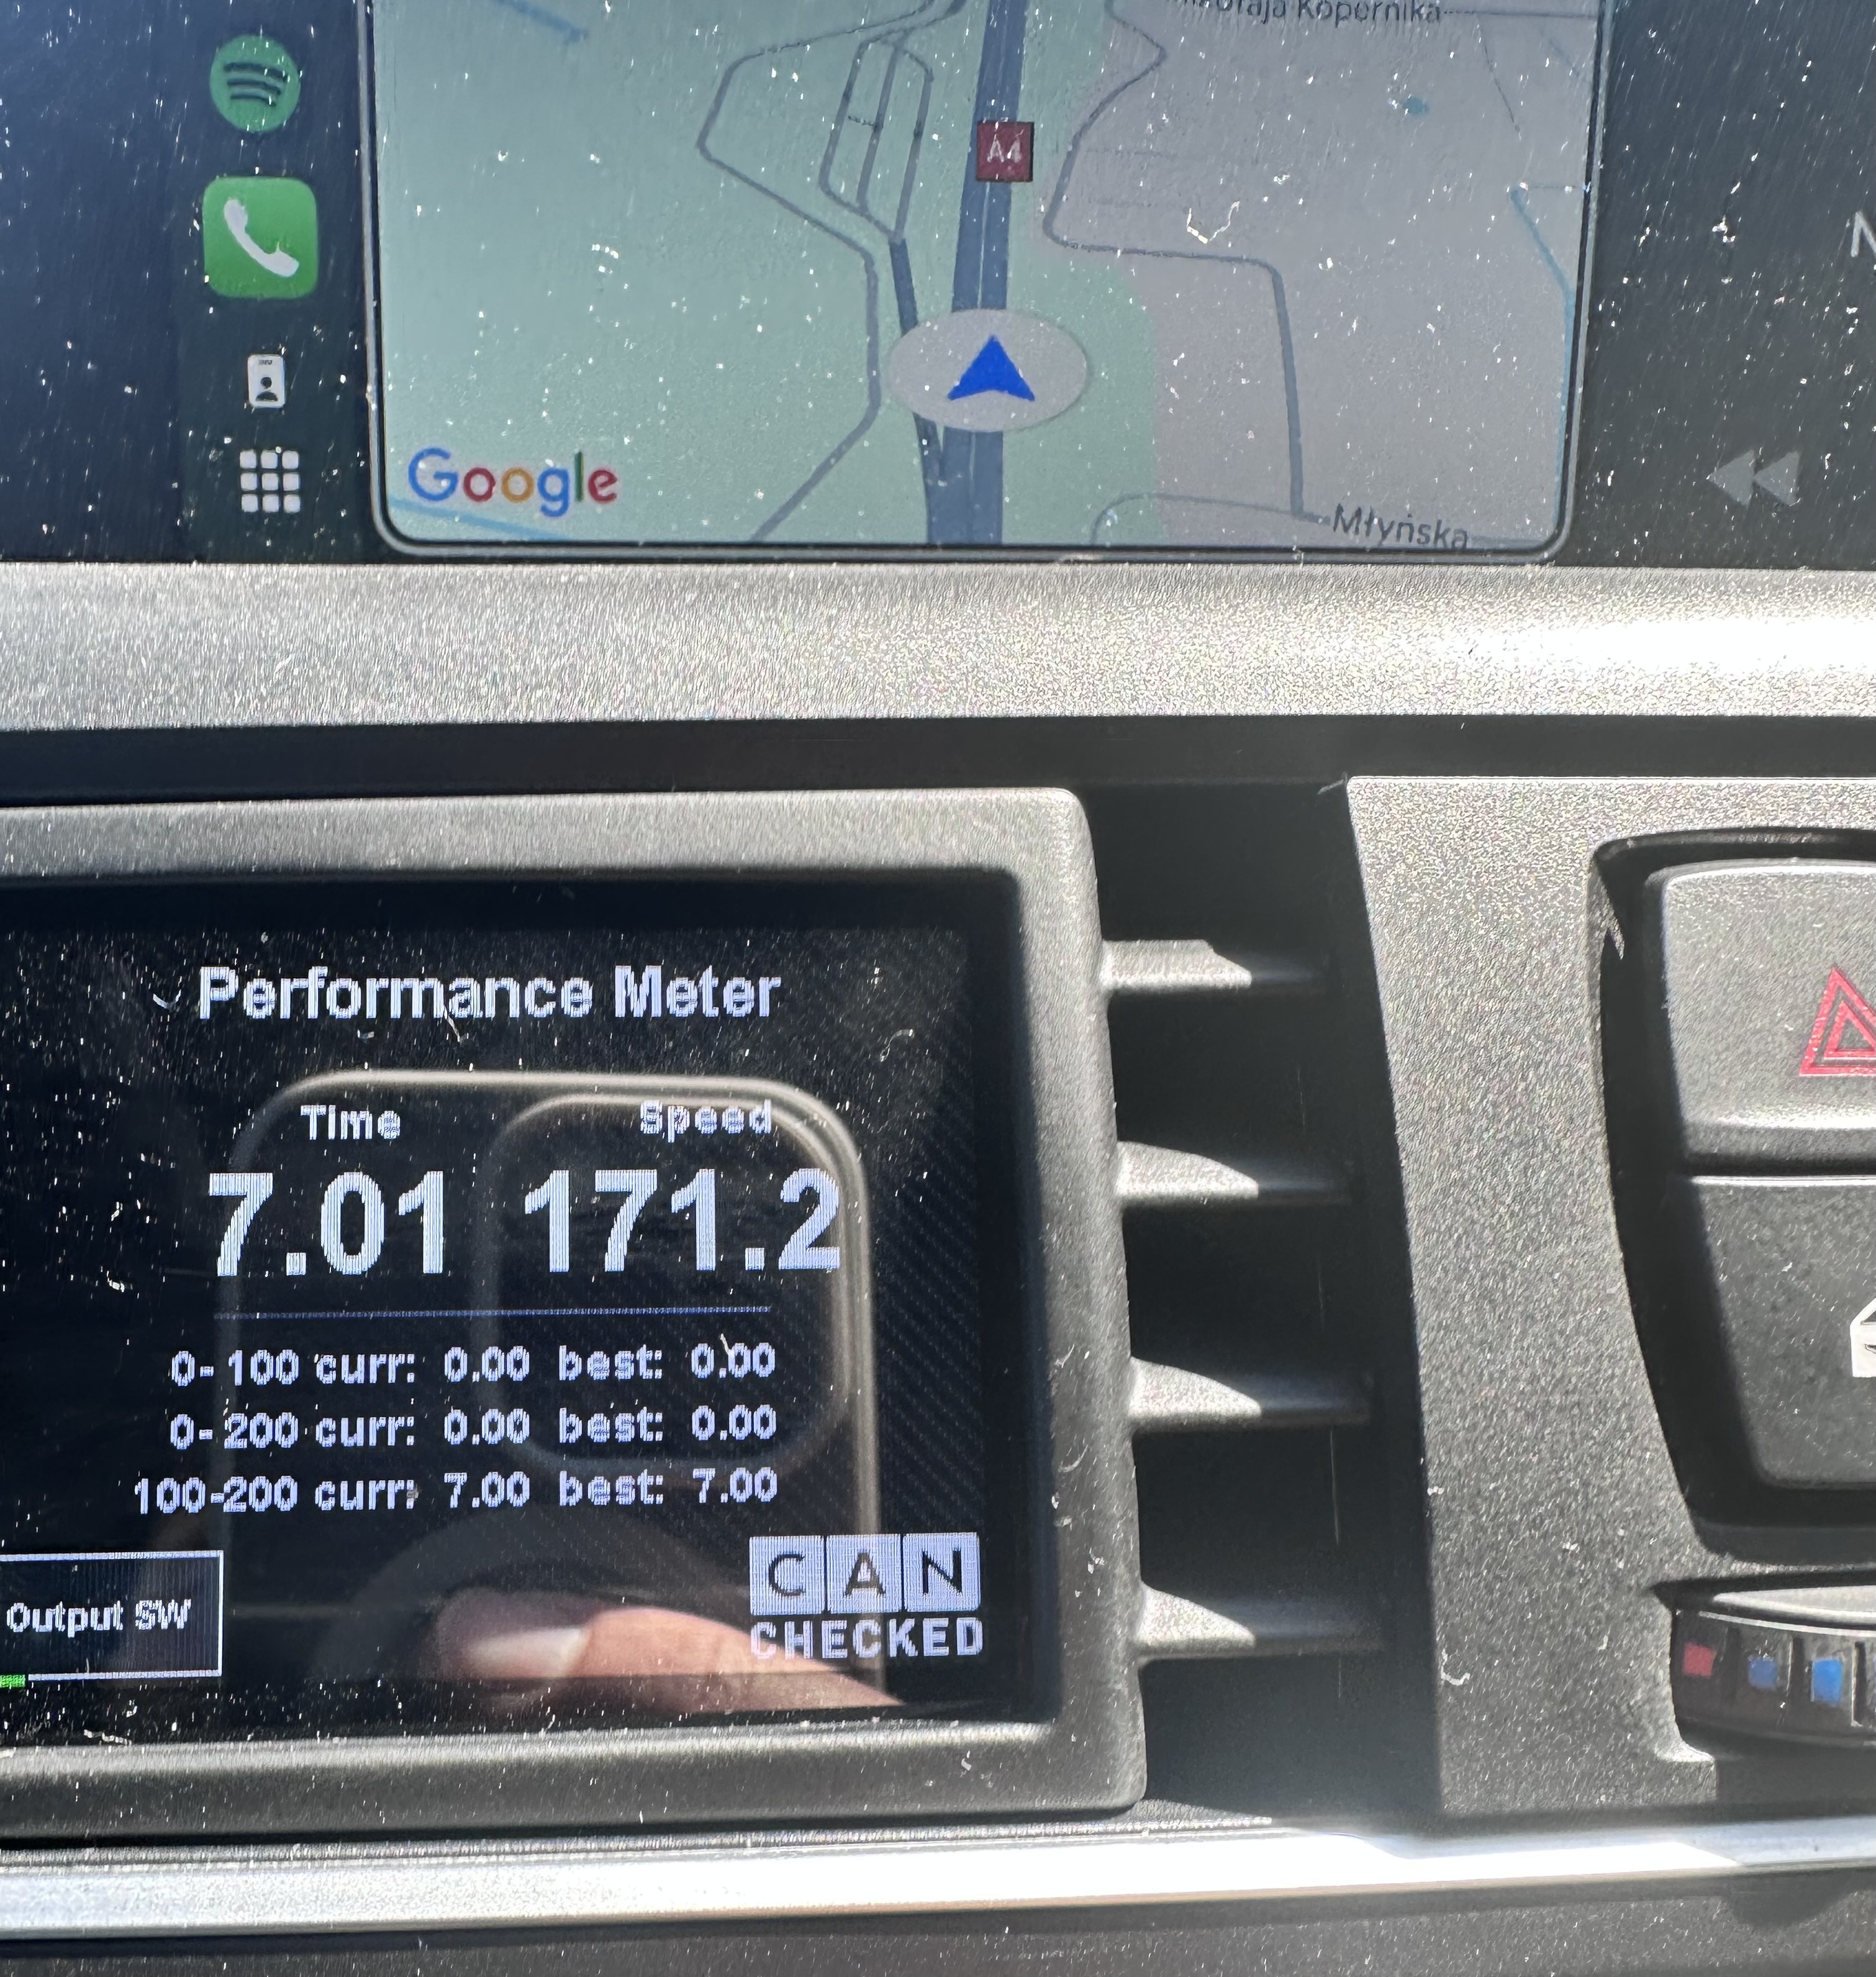 Kopernika
A4
Google
Młyńska
Performance Meter
Time Speed
7.01 171.2
0-100 curr: 0.00 best: 0.00
0-200 curr: 0.00 best: 0.00
100-200 curr: 7.00 best: 7.00
Output SW
CAN
CHECKED